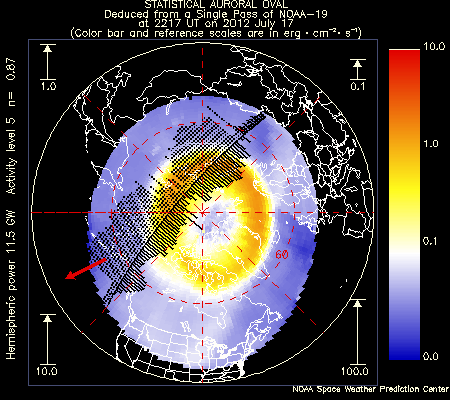 STATISTICAL AURORAL OVAL
Deduced from a Single Pass of NOAA-19
at 2217 UT on 2012 July 17
(Color bar and reference scales are in erg · cm⁻² · s⁻¹)
1.0
0.1
10.0
1.0
0.1
0.0
60
10.0
100.0
Hemispheric power 11.5 GW Activity level 5 n= 0.87
NOAA Space Weather Prediction Center